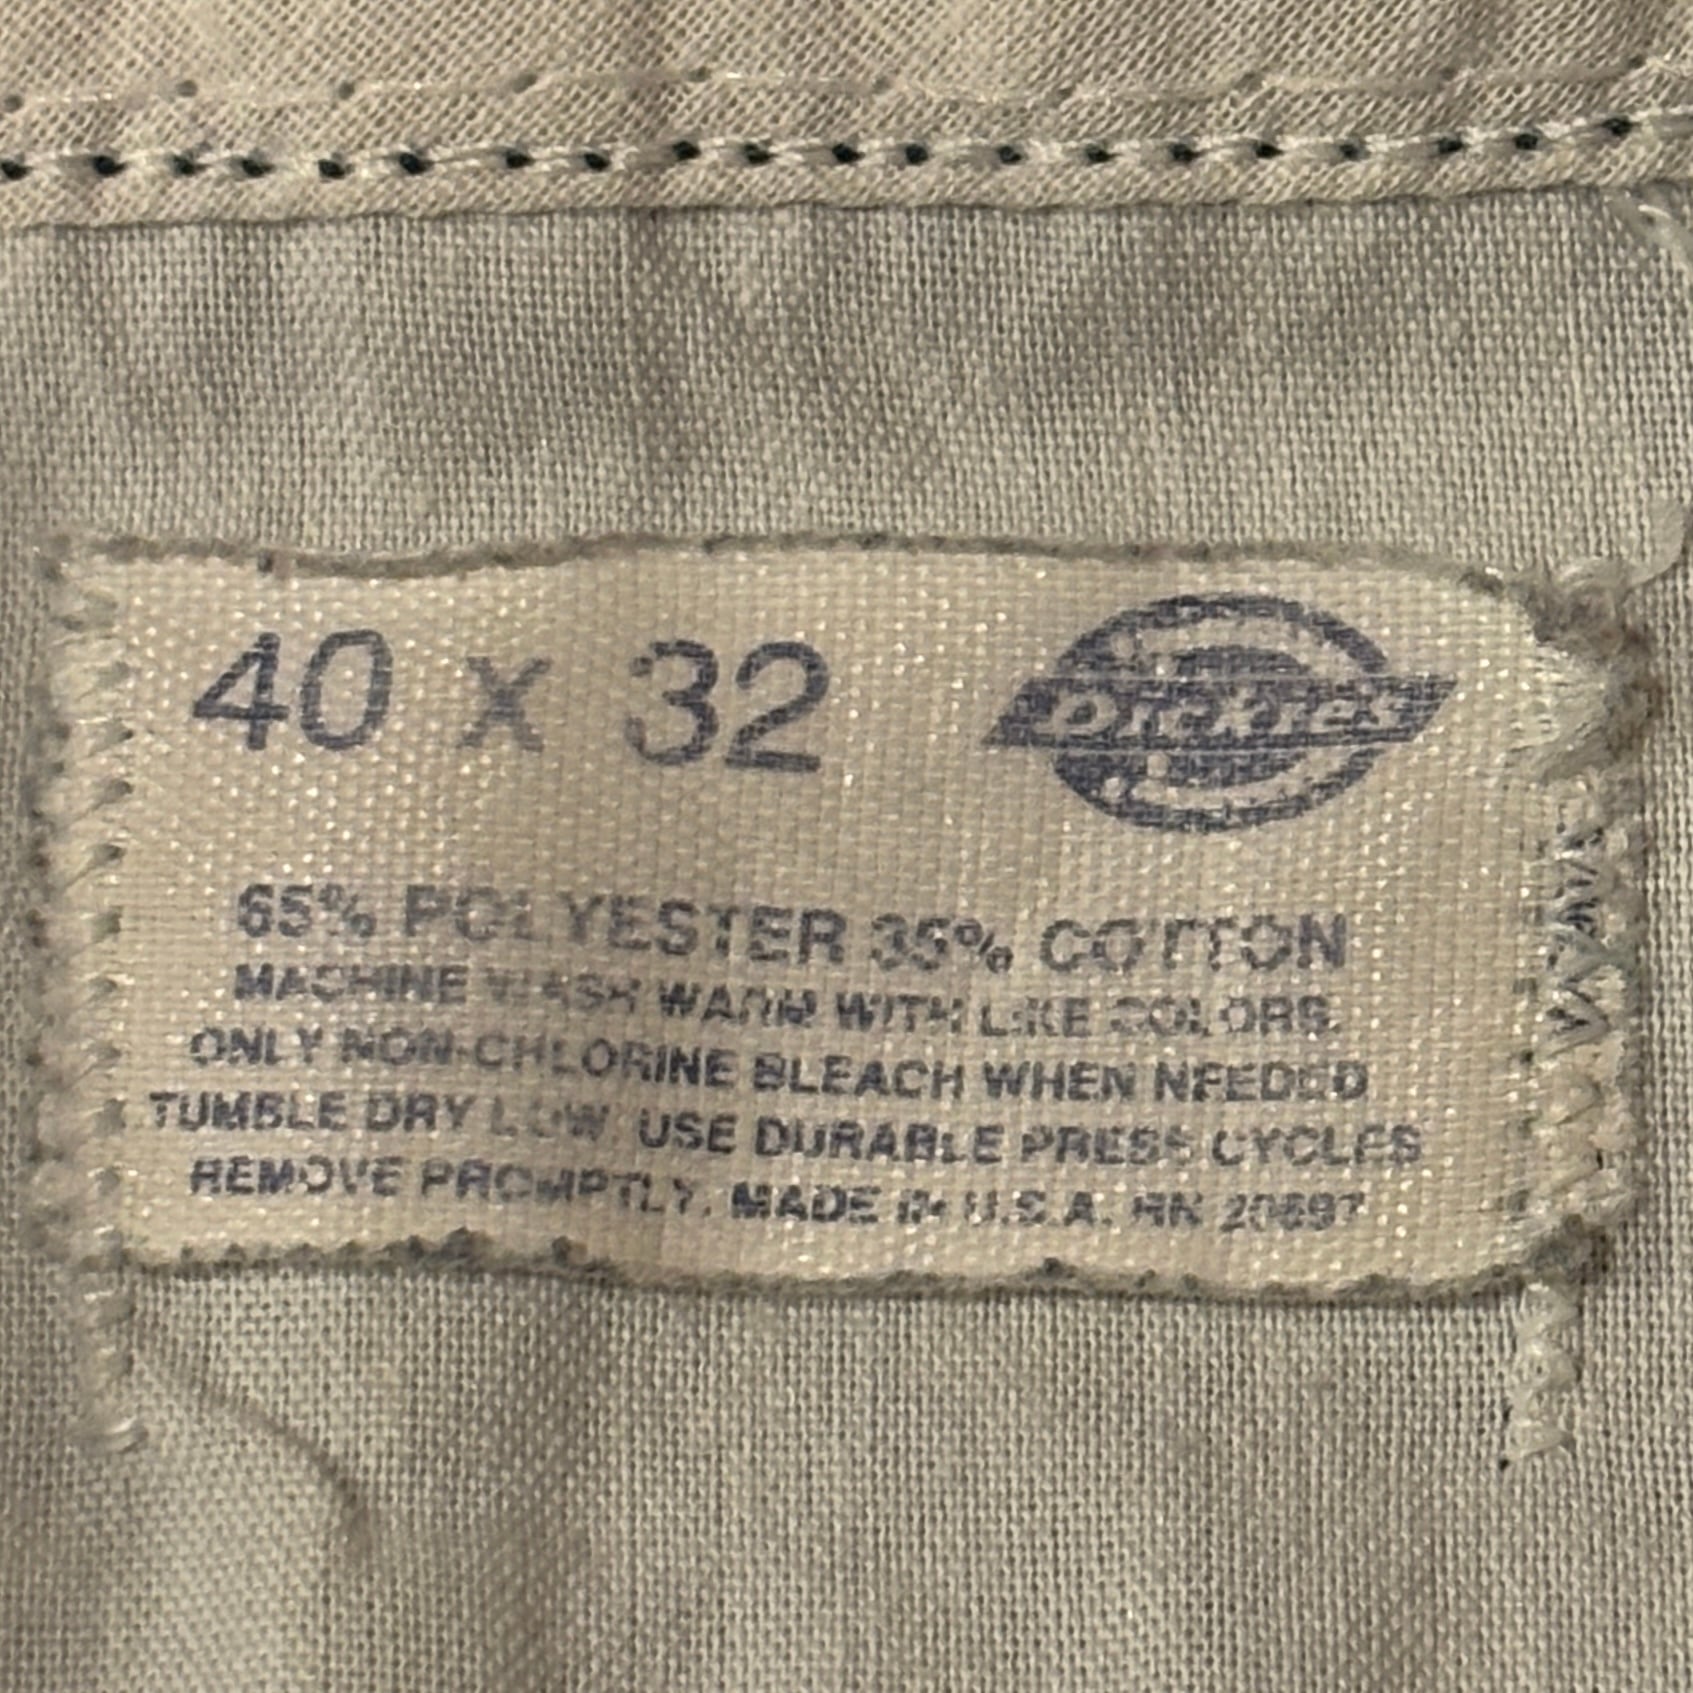 40 x 32
Dickies
65% POLYESTER 35% COTTON
MACHINE WASH WARM WITH LIKE COLORS.
ONLY NON-CHLORINE BLEACH WHEN NEEDED
TUMBLE DRY LOW. USE DURABLE PRESS CYCLES
REMOVE PROMPTLY. MADE IN U.S.A. RN 20697